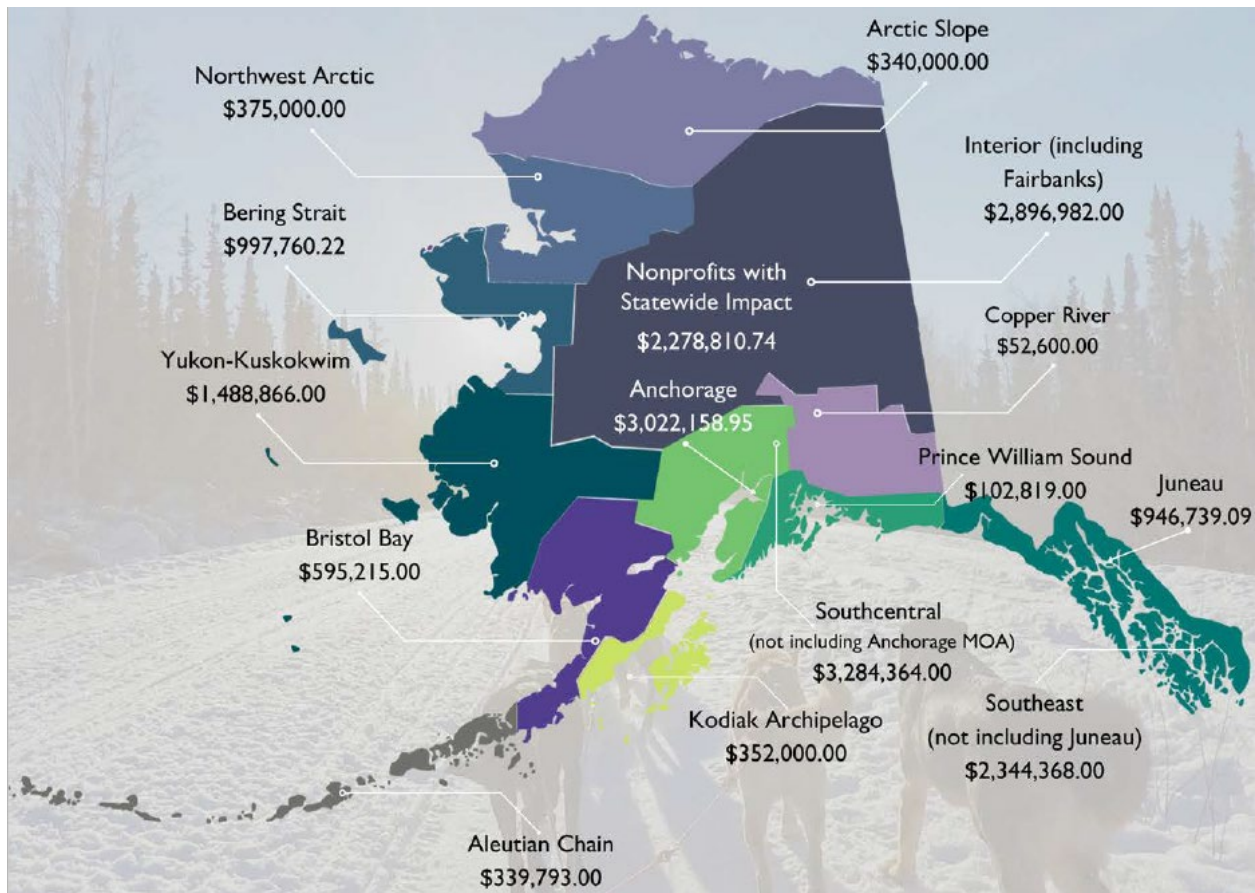 Arctic Slope
$340,000.00
Northwest Arctic
$375,000.00
Interior (including
Fairbanks)
$2,896,982.00
Bering Strait
$997,760.22
Nonprofits with
Statewide Impact
$2,278,810.74
Copper River
$52,600.00
Yukon-Kuskokwim
$1,488,866.00
Anchorage
$3,022,158.95
Prince William Sound
$102,819.00
Juneau
$946,739.09
Bristol Bay
$595,215.00
Southcentral
(not including Anchorage MOA)
$3,284,364.00
Kodiak Archipelago
$352,000.00
Southeast
(not including Juneau)
$2,344,368.00
Aleutian Chain
$339,793.00